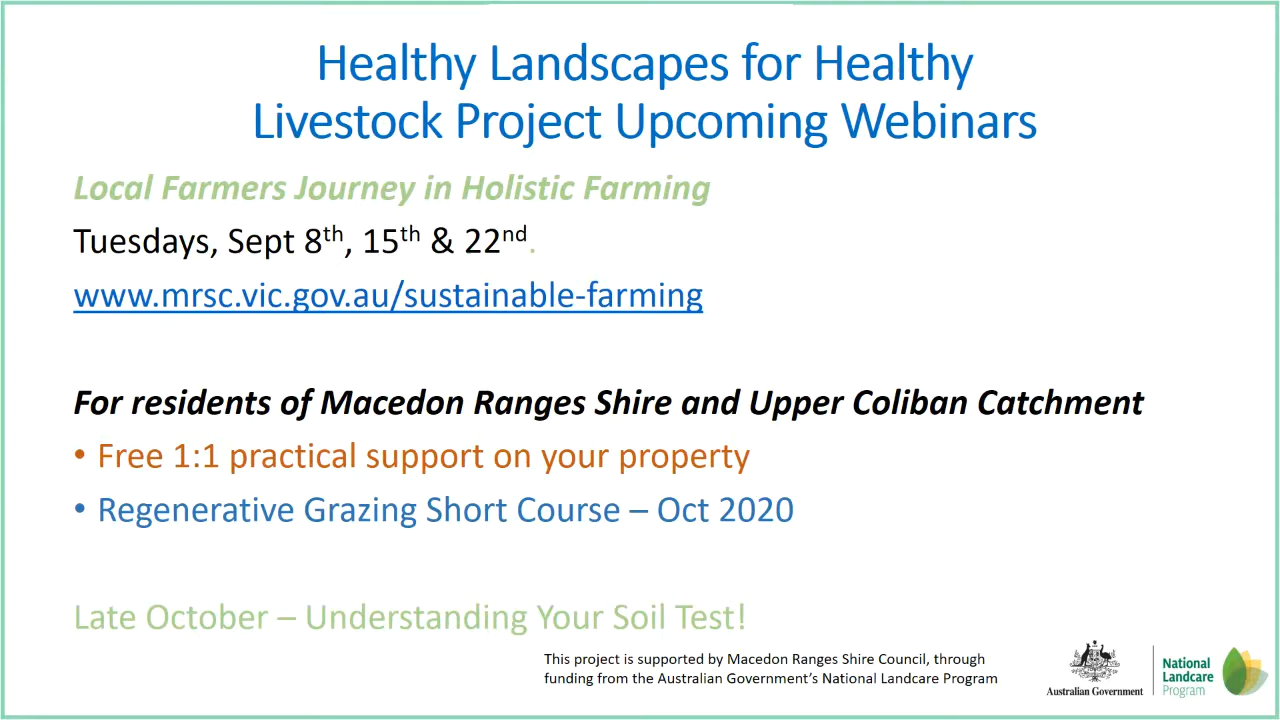 Healthy Landscapes for Healthy
Livestock Project Upcoming Webinars
Local Farmers Journey in Holistic Farming
Tuesdays, Sept 8th, 15th & 22nd.
www.mrsc.vic.gov.au/sustainable-farming
For residents of Macedon Ranges Shire and Upper Coliban Catchment
• Free 1:1 practical support on your property
• Regenerative Grazing Short Course – Oct 2020
Late October – Understanding Your Soil Test!
This project is supported by Macedon Ranges Shire Council, through
funding from the Australian Government's National Landcare Program
Australian Government
National
Landcare
Program